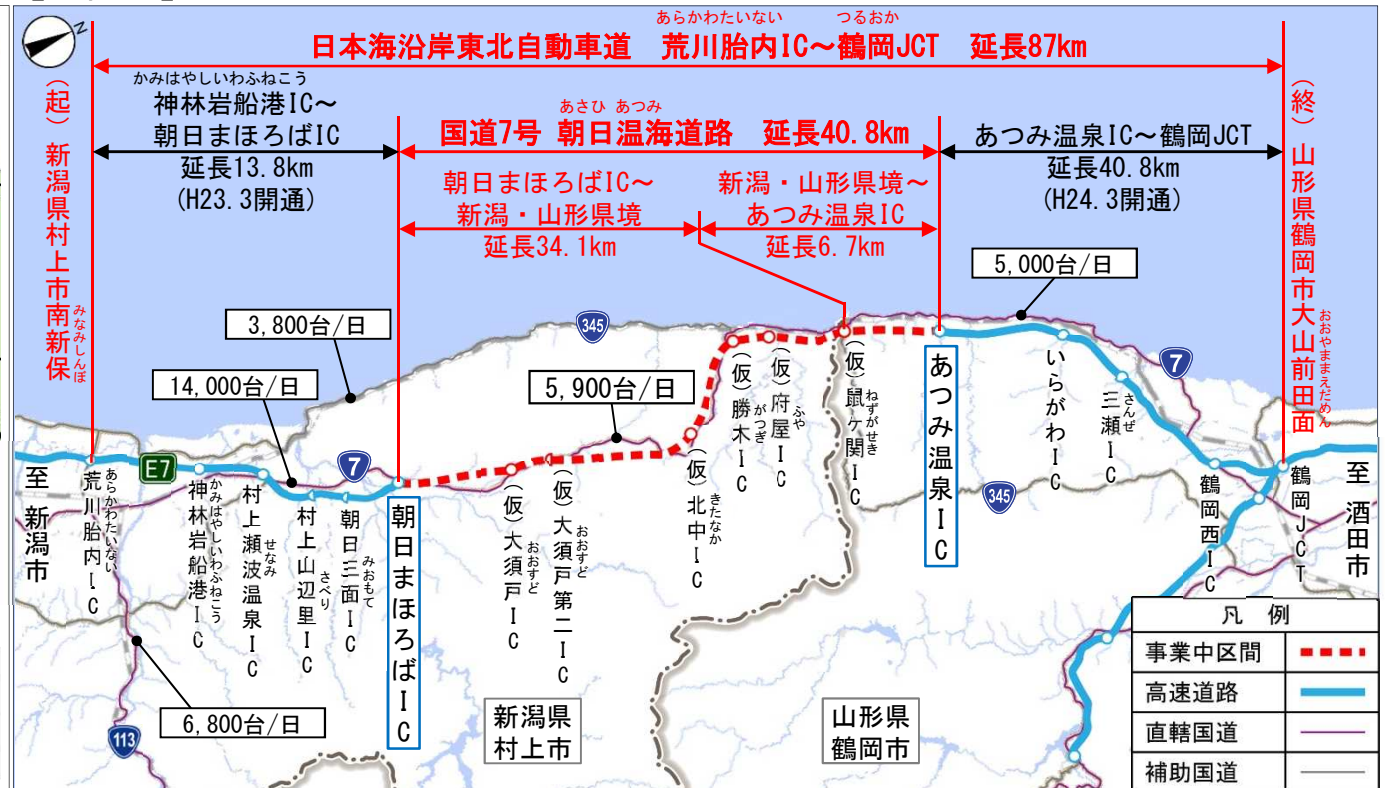 あらかわたいない つるおか
日本海沿岸東北自動車道 荒川胎内IC～鶴岡JCT 延長87km
N
(起) 新潟県村上市南新保
みなみしんぼ
かみはやしいわふねこう
神林岩船港IC～
朝日まほろばIC
延長13.8km
(H23.3開通)
あさひ あつみ
国道7号 朝日温海道路 延長40.8km
朝日まほろばIC～
新潟・山形県境
延長34.1km
新潟・山形県境～
あつみ温泉IC
延長6.7km
あつみ温泉IC～鶴岡JCT
延長40.8km
(H24.3開通)
(終) 山形県鶴岡市大山前田面
おおやままえだめん
3,800台/日
14,000台/日
5,900台/日
5,000台/日
6,800台/日
345
7
E7
7
345
113
至 新潟市
荒川胎内IC
あらかわたいない
神林岩船港IC
かみはやしいわふねこう
村上瀬波温泉IC
せなみ
村上山辺里IC
さべり
朝日三面IC
みおもて
朝日まほろばIC
(仮)大須戸IC
おおすど
(仮)大須戸第二IC
おおすど
(仮)北中IC
きたなか
(仮)勝木IC
がつぎ
(仮)府屋IC
ふや
(仮)鼠ヶ関IC
ねずがせき
あつみ温泉IC
いらがわIC
三瀬IC
さんぜ
鶴岡西IC
鶴岡JCT
至 酒田市
新潟県
村上市
山形県
鶴岡市
凡 例
事業中区間
高速道路
直轄国道
補助国道